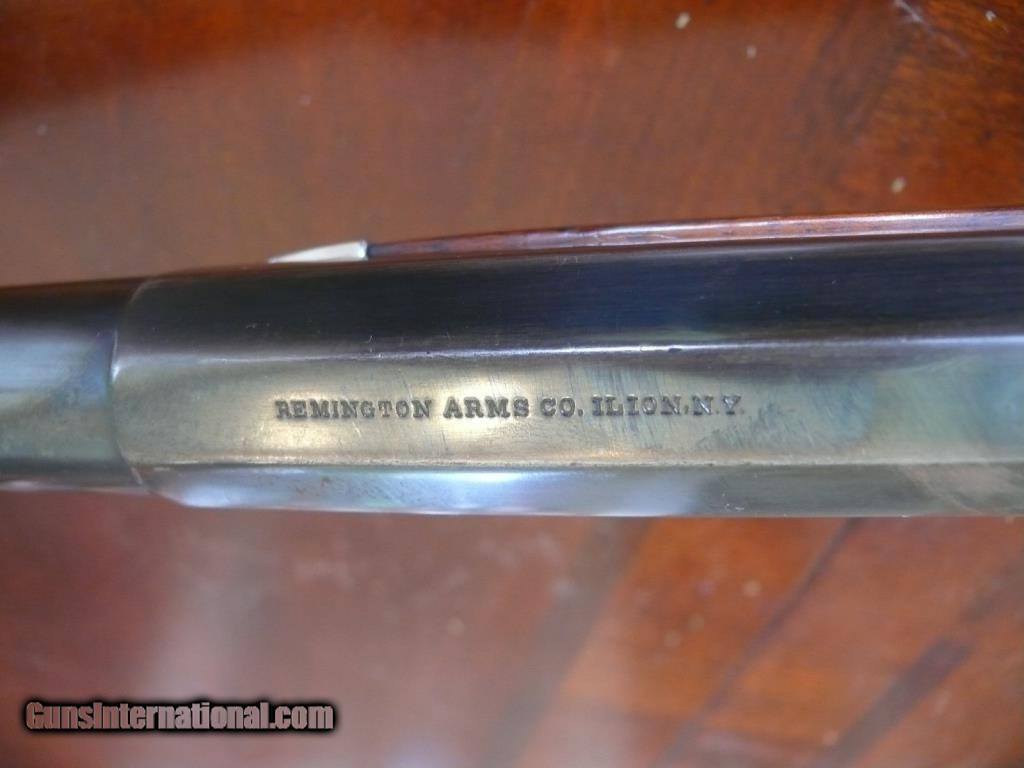 REMINGTON ARMS CO. ILION. N.Y.
GunsInternational.com